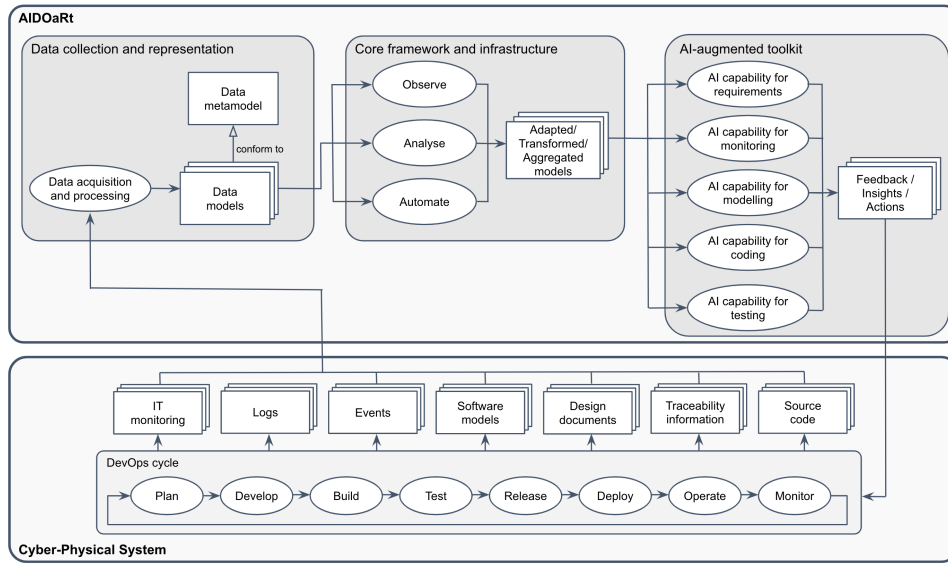 AIDOaRt
Data collection and representation
Data
metamodel
conform to
Data acquisition
and processing
Data
models
Core framework and infrastructure
Observe
Analyse
Automate
Adapted/
Transformed/
Aggregated
models
AI-augmented toolkit
AI capability for
requirements
AI capability for
monitoring
AI capability for
modelling
AI capability for
coding
AI capability for
testing
Feedback /
Insights /
Actions
IT
monitoring
Logs
Events
Software
models
Design
documents
Traceability
information
Source
code
DevOps cycle
Plan
Develop
Build
Test
Release
Deploy
Operate
Monitor
Cyber-Physical System